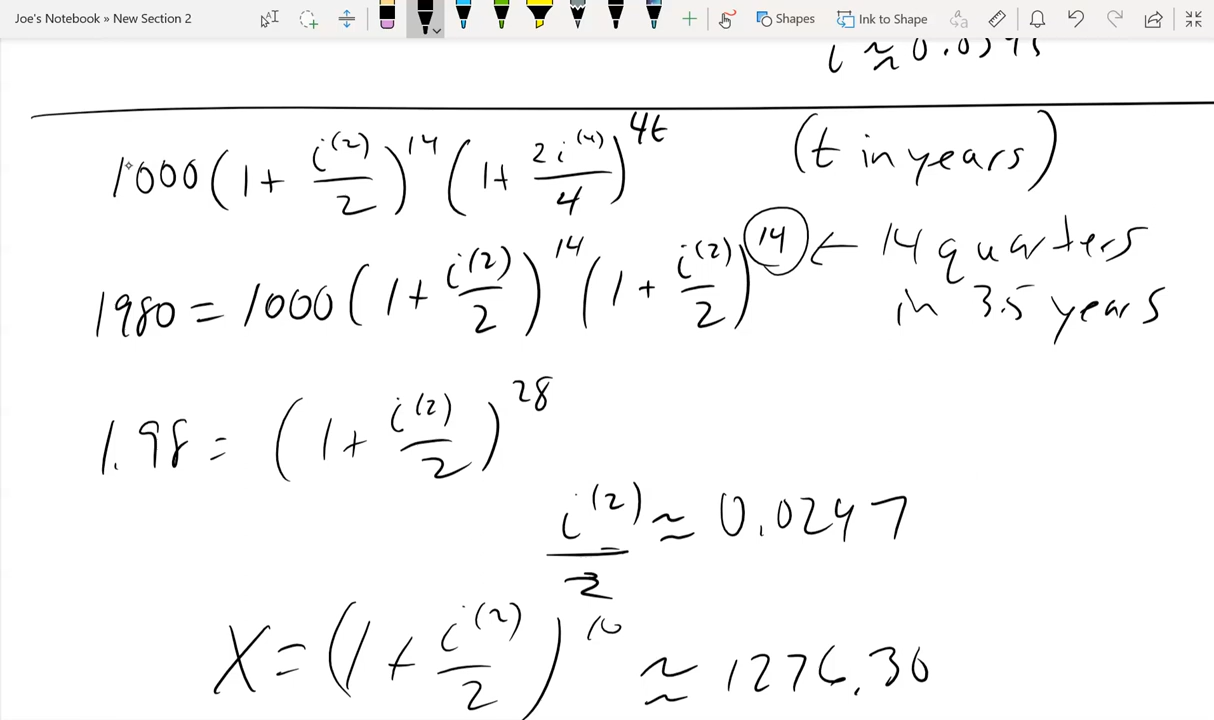 Joe's Notebook » New Section 2 Shapes Ink to Shape
i ≈ 0.0
1000(1 + i^(2)/2)^14 (1 + 2i^(4)/4)^4t (t in years)
1980 = 1000(1 + i^(2)/2)^14 (1 + i^(2)/2)^14 ← 14 quarters
in 3.5 years
1.98 = (1 + i^(2)/2)^28
i^(2)/2 ≈ 0.0247
X = (1 + i^(2)/2)^10 ≈ 1276.30